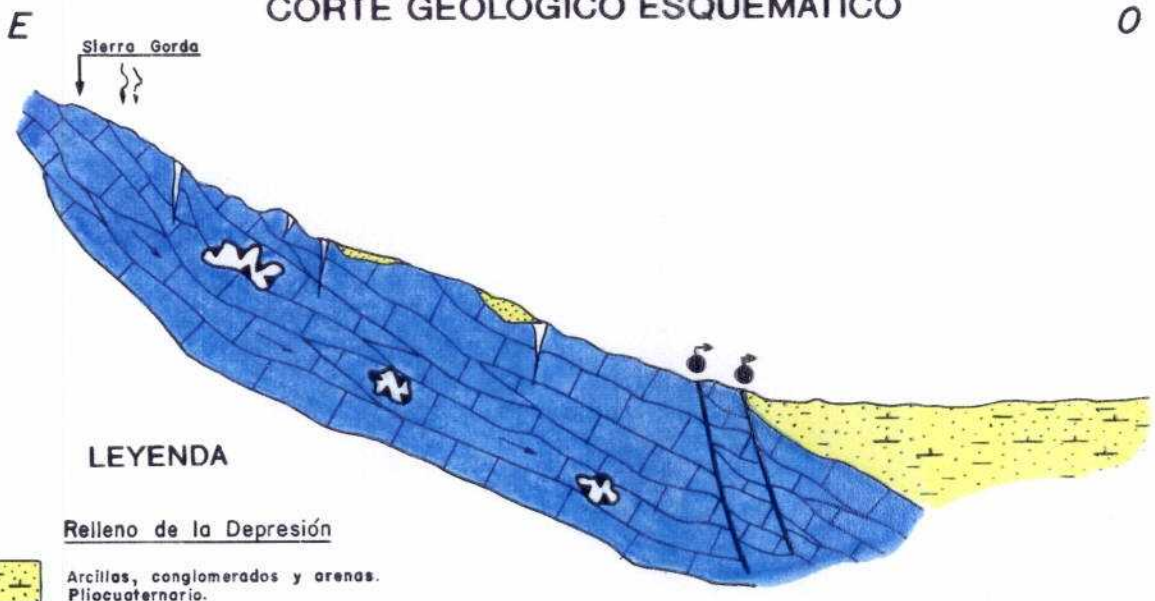 CORTE GEOLOGICO ESQUEMATICO
E
O
Sierra Gorda
LEYENDA
Relleno de la Depresión
Arcillas, conglomerados y arenas.
Pliocuaternario.